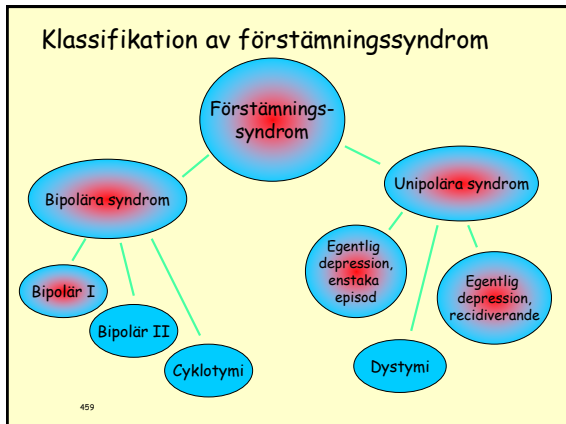 Klassifikation av förstämningssyndrom
Förstämnings-
syndrom
Bipolära syndrom
Unipolära syndrom
Bipolär I
Bipolär II
Cyklotymi
Egentlig
depression,
enstaka
episod
Dystymi
Egentlig
depression,
recidiverande
459